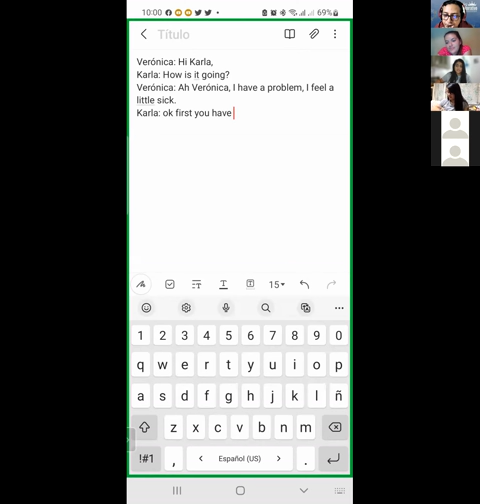 10:00
69%
Título
Verónica: Hi Karla,
Karla: How is it going?
Verónica: Ah Verónica, I have a problem, I feel a
little sick.
Karla: ok first you have
15
1 2 3 4 5 6 7 8 9 0
q w e r t y u i o p
a s d f g h j k l ñ
z x c v b n m
!#1 , Español (US) .